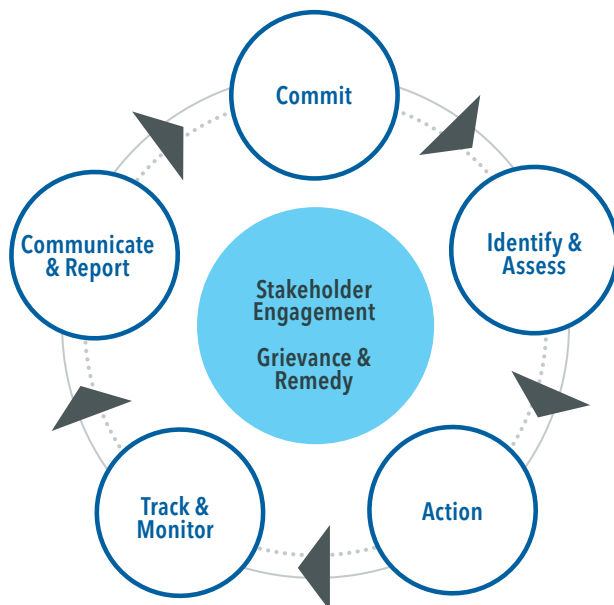 Commit
Identify &
Assess
Action
Track &
Monitor
Communicate
& Report
Stakeholder
Engagement
Grievance &
Remedy